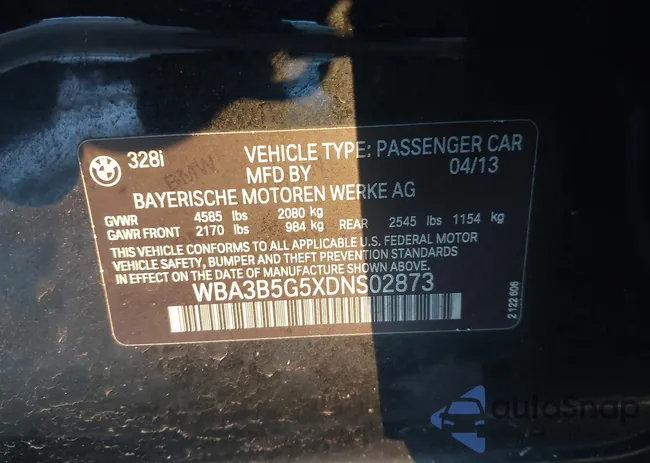 BMW 328i VEHICLE TYPE: PASSENGER CAR
MFD BY 04/13
BAYERISCHE MOTOREN WERKE AG
GVWR 4585 lbs 2080 kg
GAWR FRONT 2170 lbs 984 kg REAR 2545 lbs 1154 kg
THIS VEHICLE CONFORMS TO ALL APPLICABLE U.S. FEDERAL MOTOR
VEHICLE SAFETY, BUMPER AND THEFT PREVENTION STANDARDS
IN EFFECT ON THE DATE OF MANUFACTURE SHOWN ABOVE.
WBA3B5G5XDNS02873
2 122 606
BMW
autoSnap